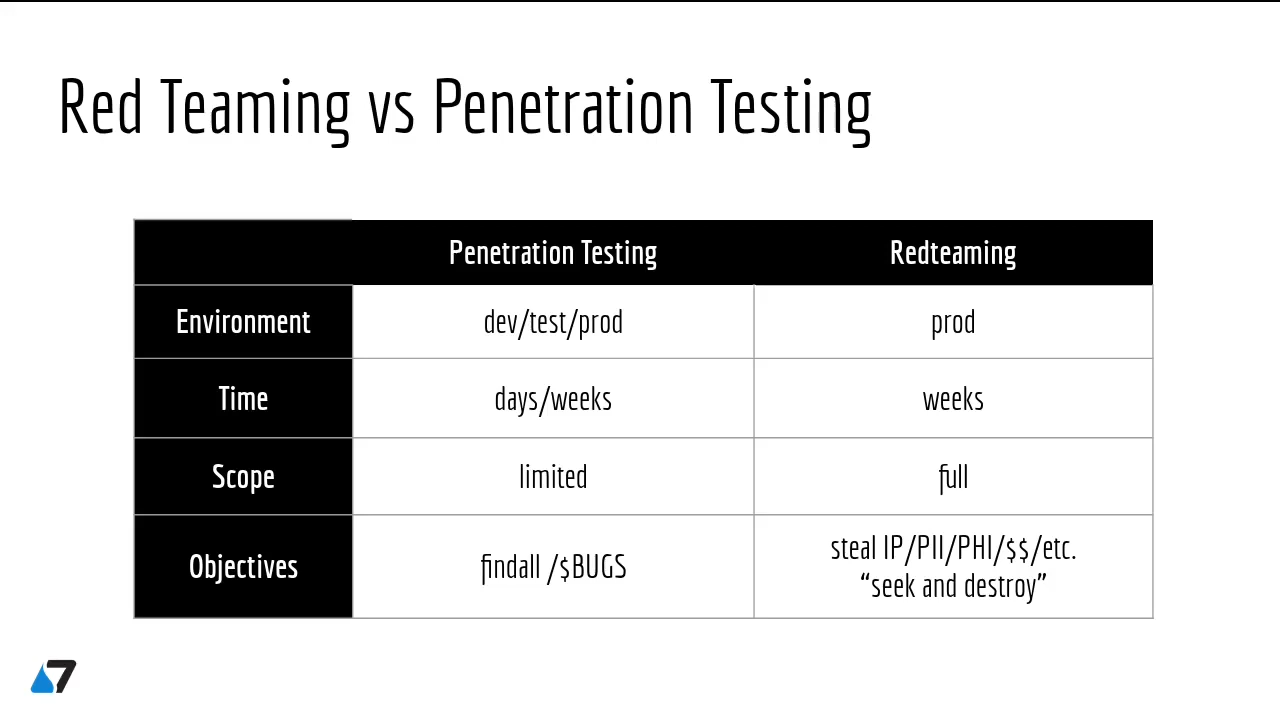 Red Teaming vs Penetration Testing
Penetration Testing Redteaming
Environment dev/test/prod prod
Time days/weeks weeks
Scope limited full
Objectives findall /$BUGS steal IP/PII/PHI/$$/etc.
“seek and destroy”
7